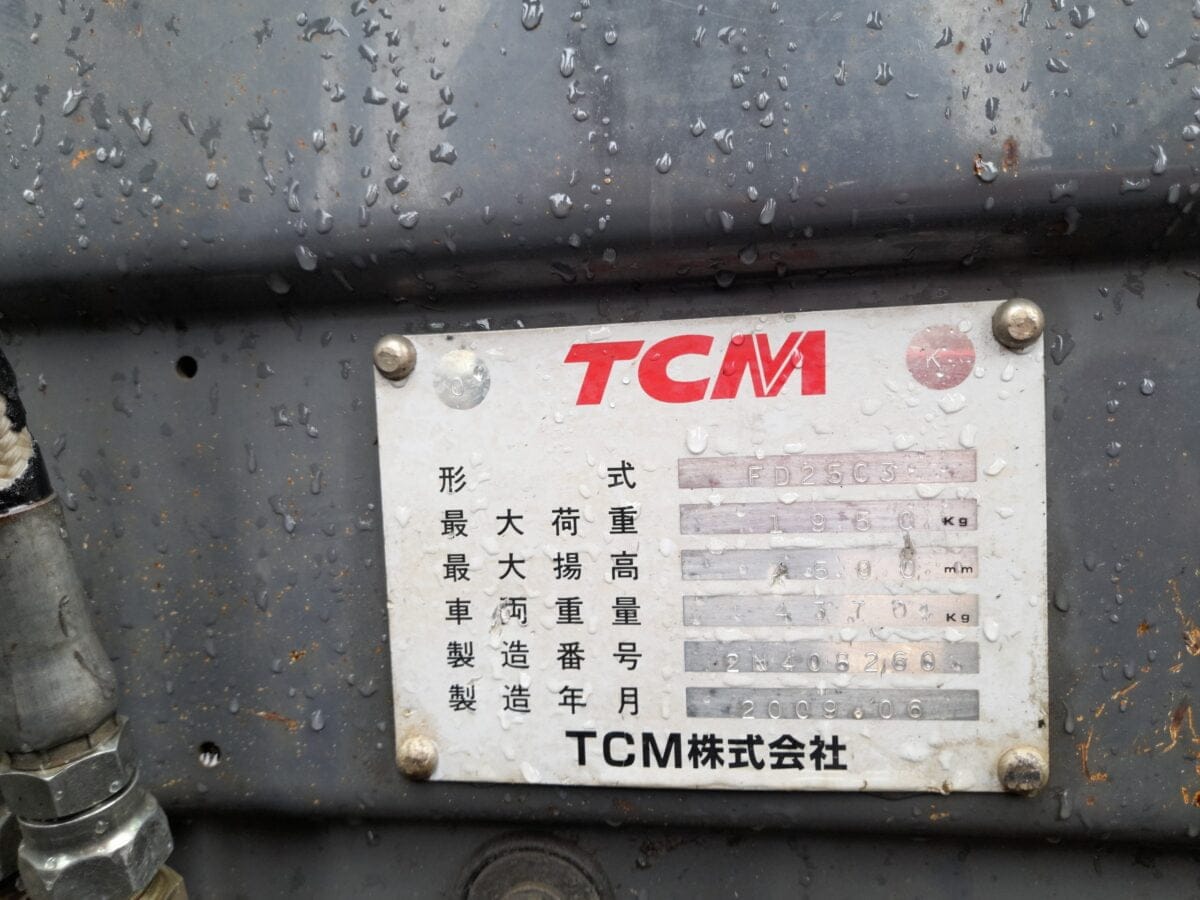 O TCM K
形式 FD25C3
最大荷重 1950 Kg
最大揚高 mm
車両重量 Kg
製造番号
製造年月 2009.06
TCM株式会社